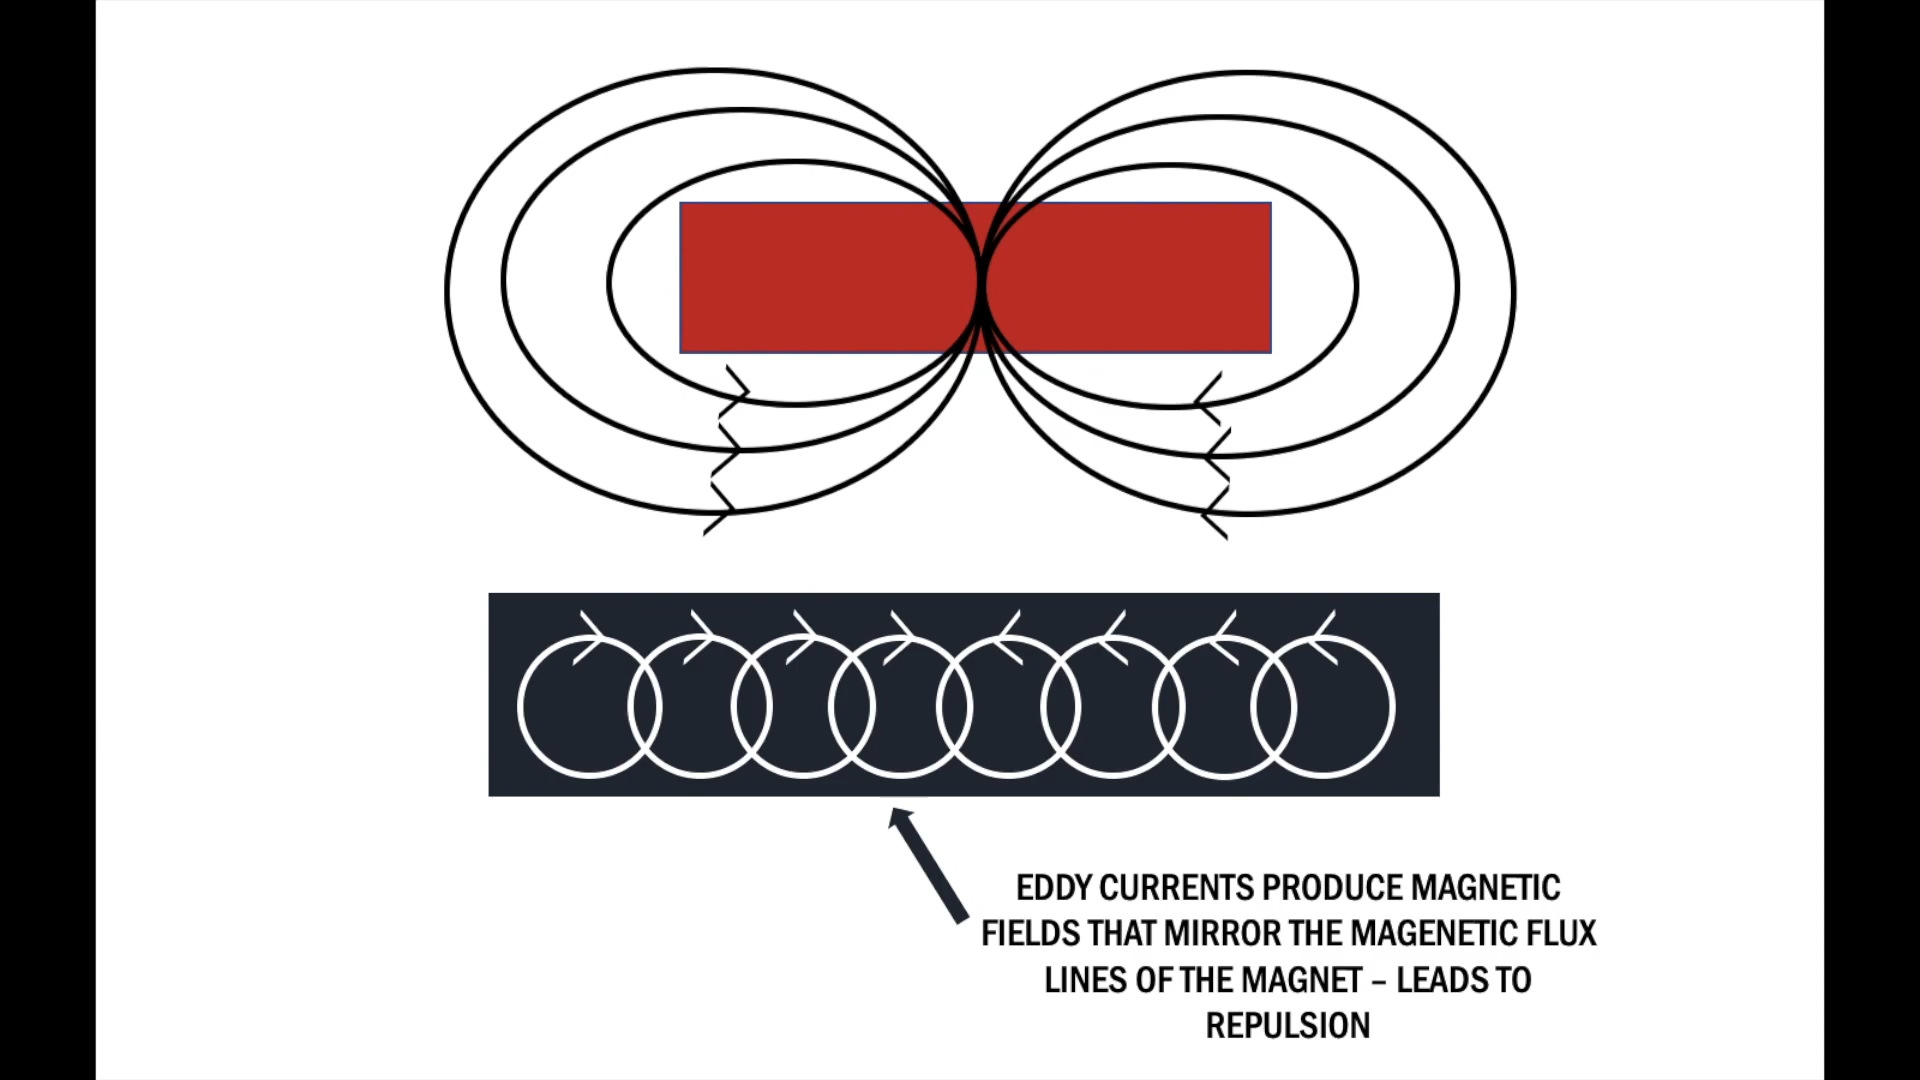 EDDY CURRENTS PRODUCE MAGNETIC
FIELDS THAT MIRROR THE MAGENETIC FLUX
LINES OF THE MAGNET – LEADS TO
REPULSION